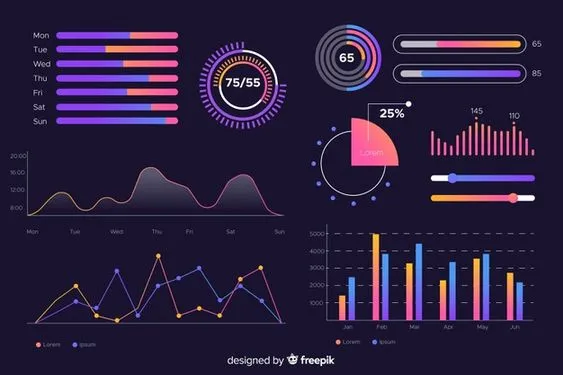 Mon
Tue
Wed
Thu
Fri
Sat
Sun
75/55
65
65
85
25%
Lorem
145
110
20:00
16:00
12:00
8:00
Mon Tue Wed Thu Fri Sat Sun
5000
4000
3000
2000
1000
Jan Feb Mai Apr May Jun
Lorem Ipsum
Lorem Ipsum
designed by freepik